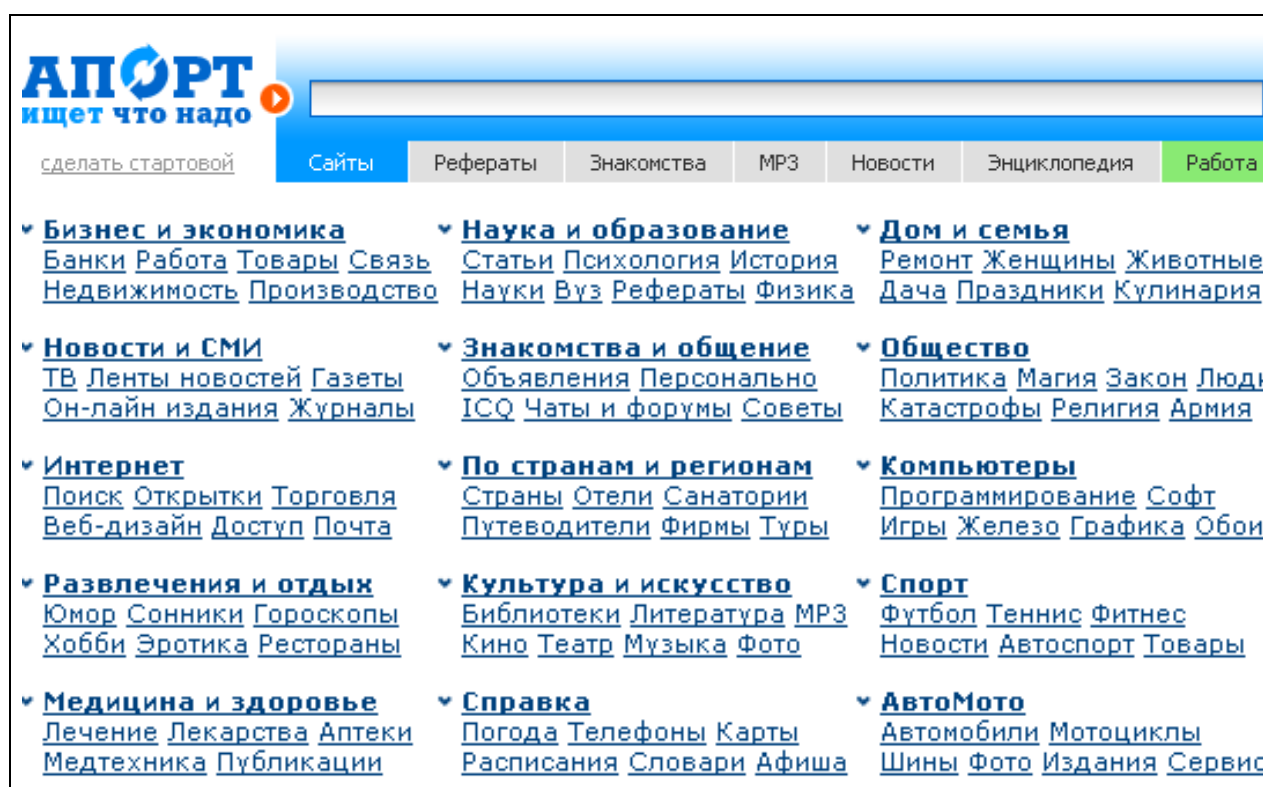 АПОРТ
ищет что надо
сделать стартовой Сайты Рефераты Знакомства MP3 Новости Энциклопедия Работа
Бизнес и экономика
Банки Работа Товары Связь
Недвижимость Производство
Наука и образование
Статьи Психология История
Науки Вуз Рефераты Физика
Дом и семья
Ремонт Женщины Животные
Дача Праздники Кулинария
Новости и СМИ
ТВ Ленты новостей Газеты
Он-лайн издания Журналы
Знакомства и общение
Объявления Персонально
ICQ Чаты и форумы Советы
Общество
Политика Магия Закон
Катастрофы Религия Армия
Интернет
Поиск Открытки Торговля
Веб-дизайн Доступ Почта
По странам и регионам
Страны Отели Санатории
Путеводители Фирмы Туры
Компьютеры
Программирование Софт
Игры Железо Графика Обои
Развлечения и отдых
Юмор Сонники Гороскопы
Хобби Эротика Рестораны
Культура и искусство
Библиотеки Литература MP3
Кино Театр Музыка Фото
Спорт
Футбол Теннис Фитнес
Новости Автоспорт Товары
Медицина и здоровье
Лечение Лекарства Аптеки
Медтехника Публикации
Справка
Погода Телефоны Карты
Расписания Словари Афиша
АвтоМото
Автомобили Мотоциклы
Шины Фото Издания Сервис